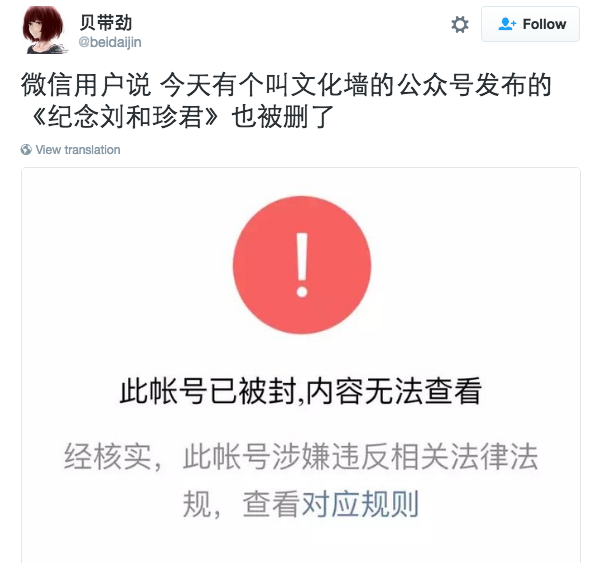 贝带劲
@beidaijin
Follow
微信用户说 今天有个叫文化墙的公众号发布的
《纪念刘和珍君》也被删了
View translation
!
此帐号已被封,内容无法查看
经核实，此帐号涉嫌违反相关法律法
规，查看对应规则